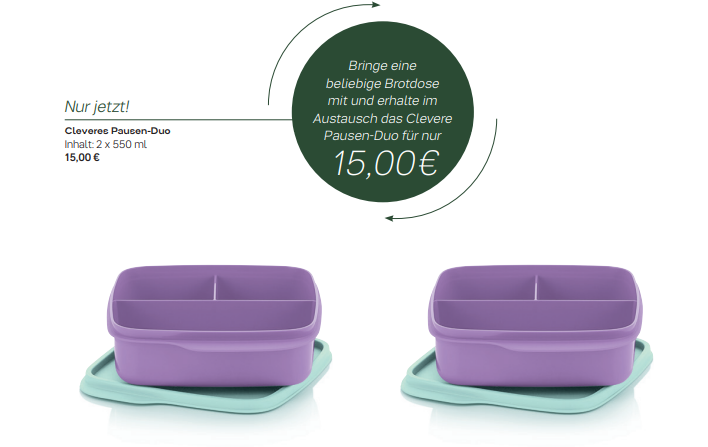 Nur jetzt!
Cleveres Pausen-Duo
Inhalt: 2 x 550 ml
15,00 €
Bringe eine
beliebige Brotdose
mit und erhalte im
Austausch das Clevere
Pausen-Duo für nur
15,00 €